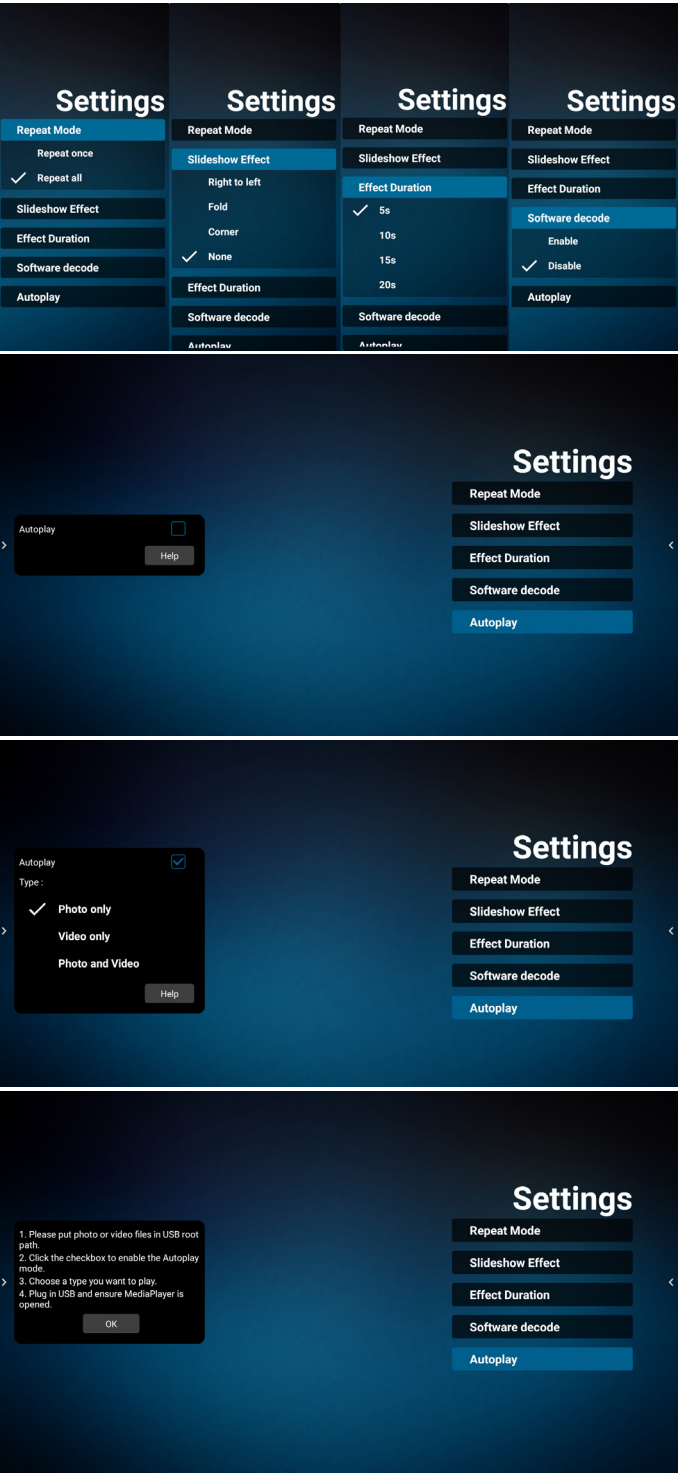 Settings
Repeat Mode
Repeat once
Repeat all
Slideshow Effect
Effect Duration
Software decode
Autoplay
Settings
Repeat Mode
Slideshow Effect
Right to left
Fold
Corner
None
Effect Duration
Software decode
Autoplay
Settings
Repeat Mode
Slideshow Effect
Effect Duration
5s
10s
15s
20s
Software decode
Autoplay
Settings
Repeat Mode
Slideshow Effect
Effect Duration
Software decode
Enable
Disable
Autoplay
Autoplay
Help
Settings
Repeat Mode
Slideshow Effect
Effect Duration
Software decode
Autoplay
Autoplay
Type :
Photo only
Video only
Photo and Video
Help
Settings
Repeat Mode
Slideshow Effect
Effect Duration
Software decode
Autoplay
1. Please put photo or video files in USB root
path.
2. Click the checkbox to enable the Autoplay
mode.
3. Choose a type you want to play.
4. Plug in USB and ensure MediaPlayer is
opened.
OK
Settings
Repeat Mode
Slideshow Effect
Effect Duration
Software decode
Autoplay